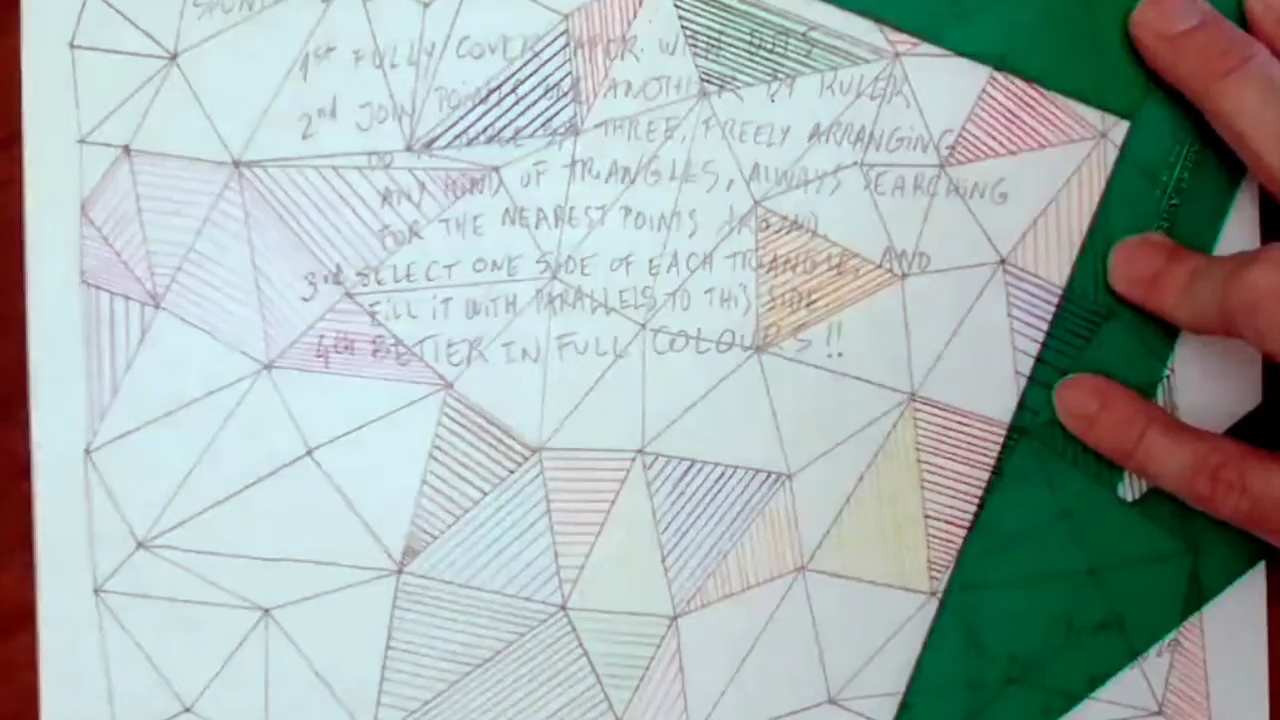 1st FULLY COVER PAPER WITH DOTS
2nd JOIN POINTS ONE ANOTHER BY RULER
THREE, FREELY ARRANGING
ANY KIND OF TRIANGLES, ALWAYS SEARCHING
FOR THE NEAREST POINTS AROUND.
3rd SELECT ONE SIDE OF EACH TRIANGLE, AND
FILL IT WITH PARALLELS TO THIS SIDE.
4th BETTER IN FULL COLOURS!!